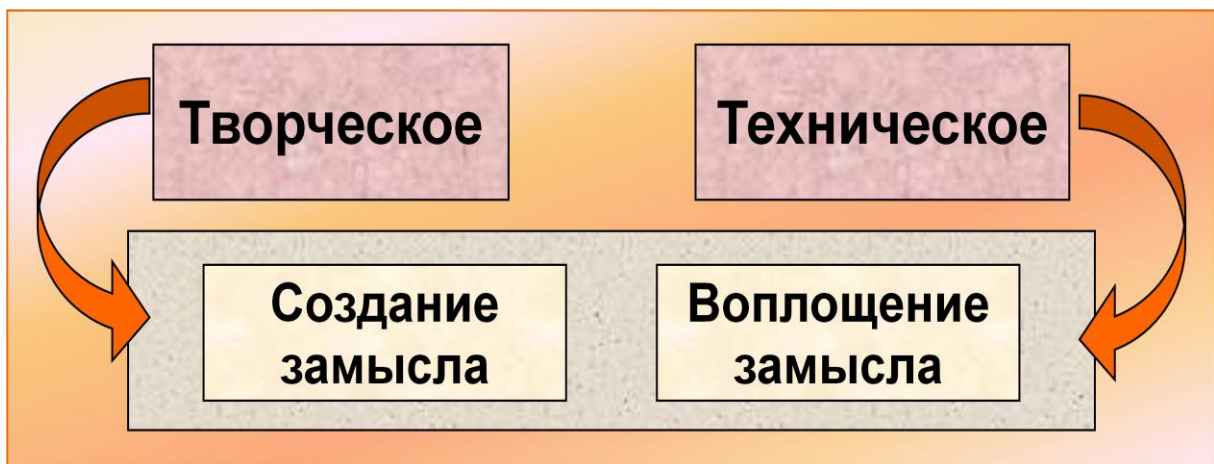 Творческое
Техническое
Создание
замысла
Воплощение
замысла